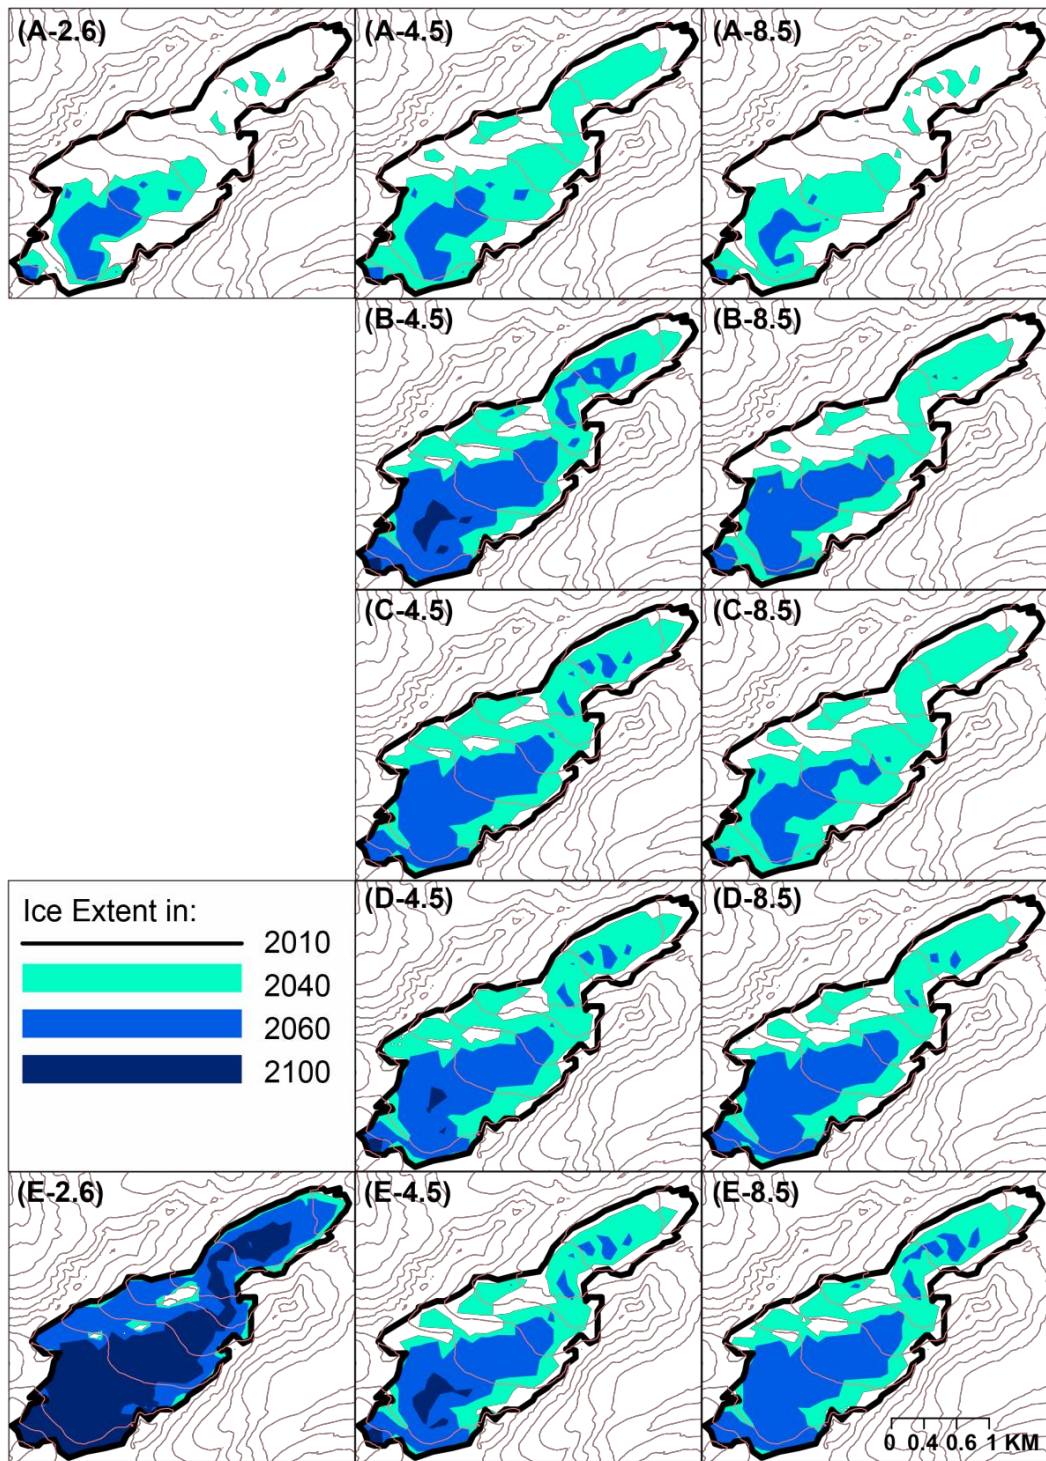 (A-2.6)
(A-4.5)
(A-8.5)
(B-4.5)
(B-8.5)
(C-4.5)
(C-8.5)
Ice Extent in:
2010
2040
2060
2100
(D-4.5)
(D-8.5)
(E-2.6)
(E-4.5)
(E-8.5)
0 0.4 0.6 1 KM